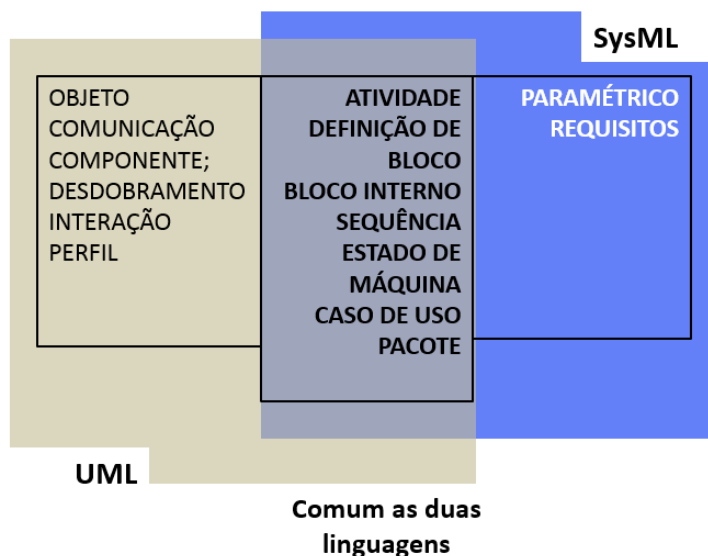 SysML
OBJETO
COMUNICAÇÃO
COMPONENTE;
DESDOBRAMENTO
INTERAÇÃO
PERFIL
ATIVIDADE
DEFINIÇÃO DE
BLOCO
BLOCO INTERNO
SEQUÊNCIA
ESTADO DE
MÁQUINA
CASO DE USO
PACOTE
PARAMÉTRICO
REQUISITOS
UML
Comum as duas
linguagens